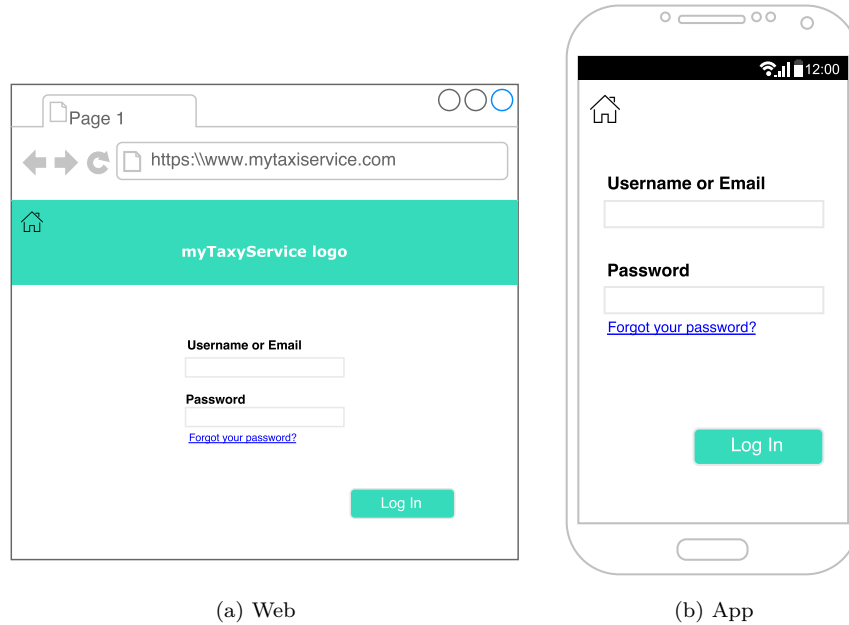 Page 1
https:\\www.mytaxiservice.com
myTaxyService logo
Username or Email
Password
Forgot your password?
Log In
(a) Web
12:00
Username or Email
Password
Forgot your password?
Log In
(b) App